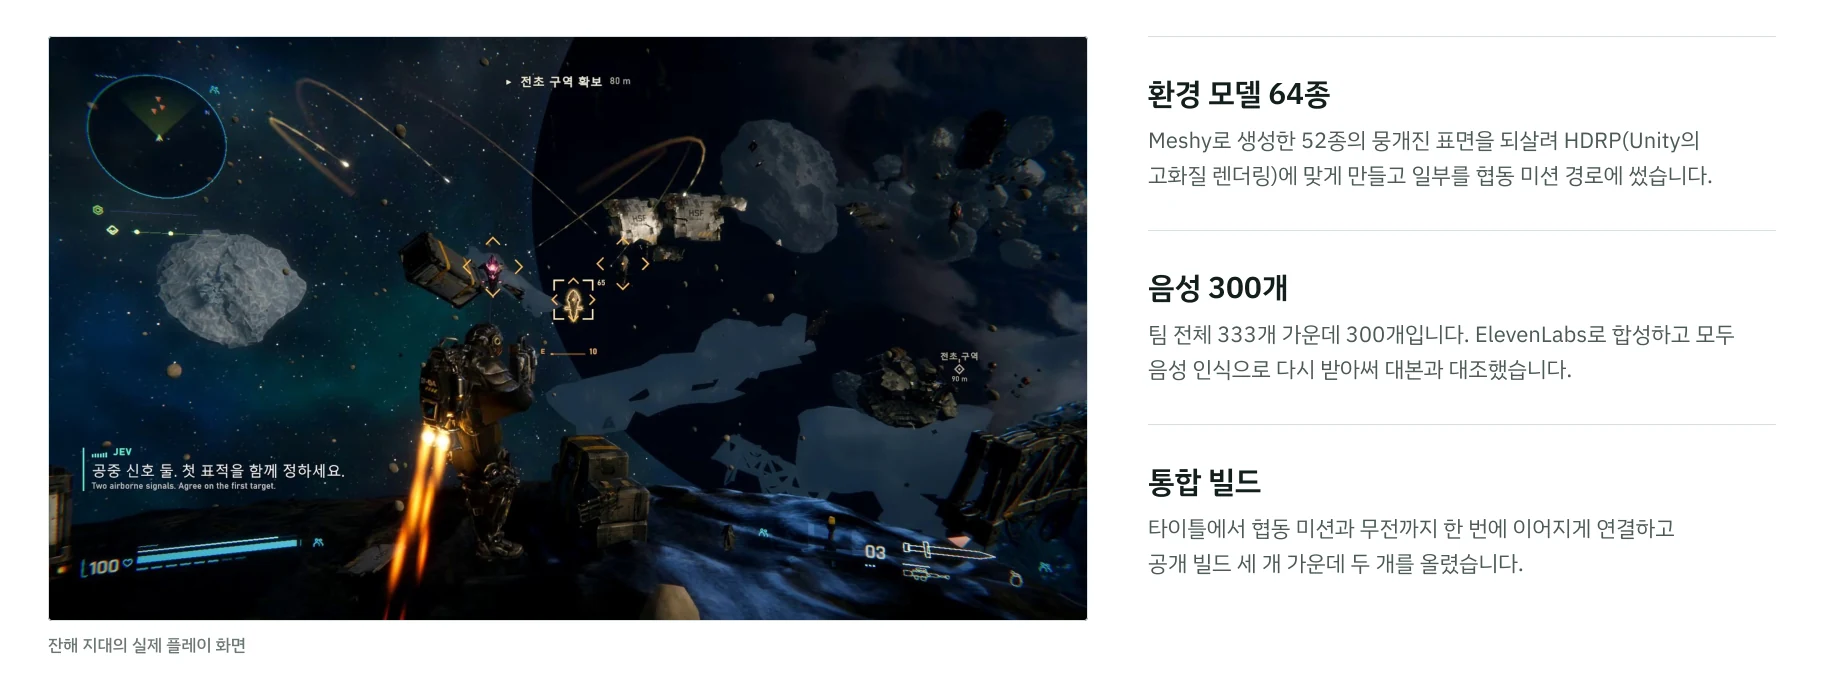 전초 구역 확보 80 m
HSF
HSF
65
E 10
전초 구역
90 m
JEV
공중 신호 둘. 첫 표적을 함께 정하세요.
Two airborne signals. Agree on the first target.
100
03
잔해 지대의 실제 플레이 화면
환경 모델 64종
Meshy로 생성한 52종의 뭉개진 표면을 되살려 HDRP(Unity의
고화질 렌더링)에 맞게 만들고 일부를 협동 미션 경로에 썼습니다.
음성 300개
팀 전체 333개 가운데 300개입니다. ElevenLabs로 합성하고 모두
음성 인식으로 다시 받아써 대본과 대조했습니다.
통합 빌드
타이틀에서 협동 미션과 무전까지 한 번에 이어지게 연결하고
공개 빌드 세 개 가운데 두 개를 올렸습니다.